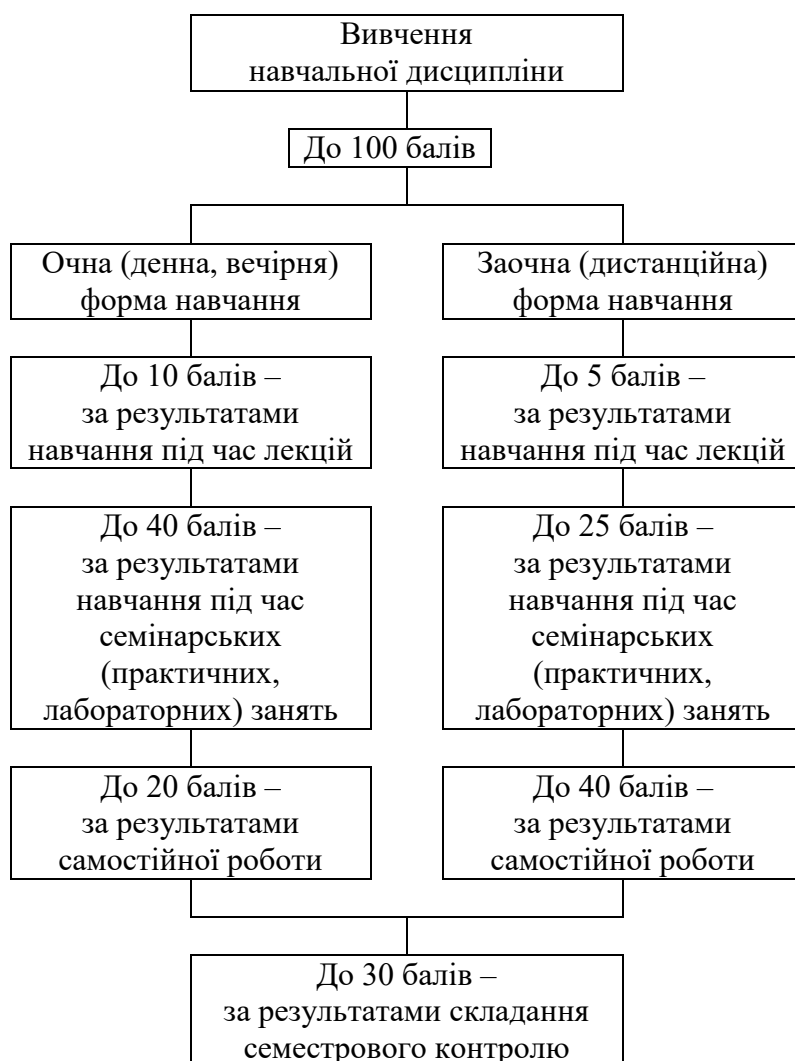 Вивчення
навчальної дисципліни
До 100 балів
Очна (денна, вечірня)
форма навчання
До 10 балів –
за результатами
навчання під час лекцій
До 40 балів –
за результатами
навчання під час
семінарських
(практичних,
лабораторних) занять
До 20 балів –
за результатами
самостійної роботи
Заочна (дистанційна)
форма навчання
До 5 балів –
за результатами
навчання під час лекцій
До 25 балів –
за результатами
навчання під час
семінарських
(практичних,
лабораторних) занять
До 40 балів –
за результатами
самостійної роботи
До 30 балів –
за результатами складання
семестрового контролю